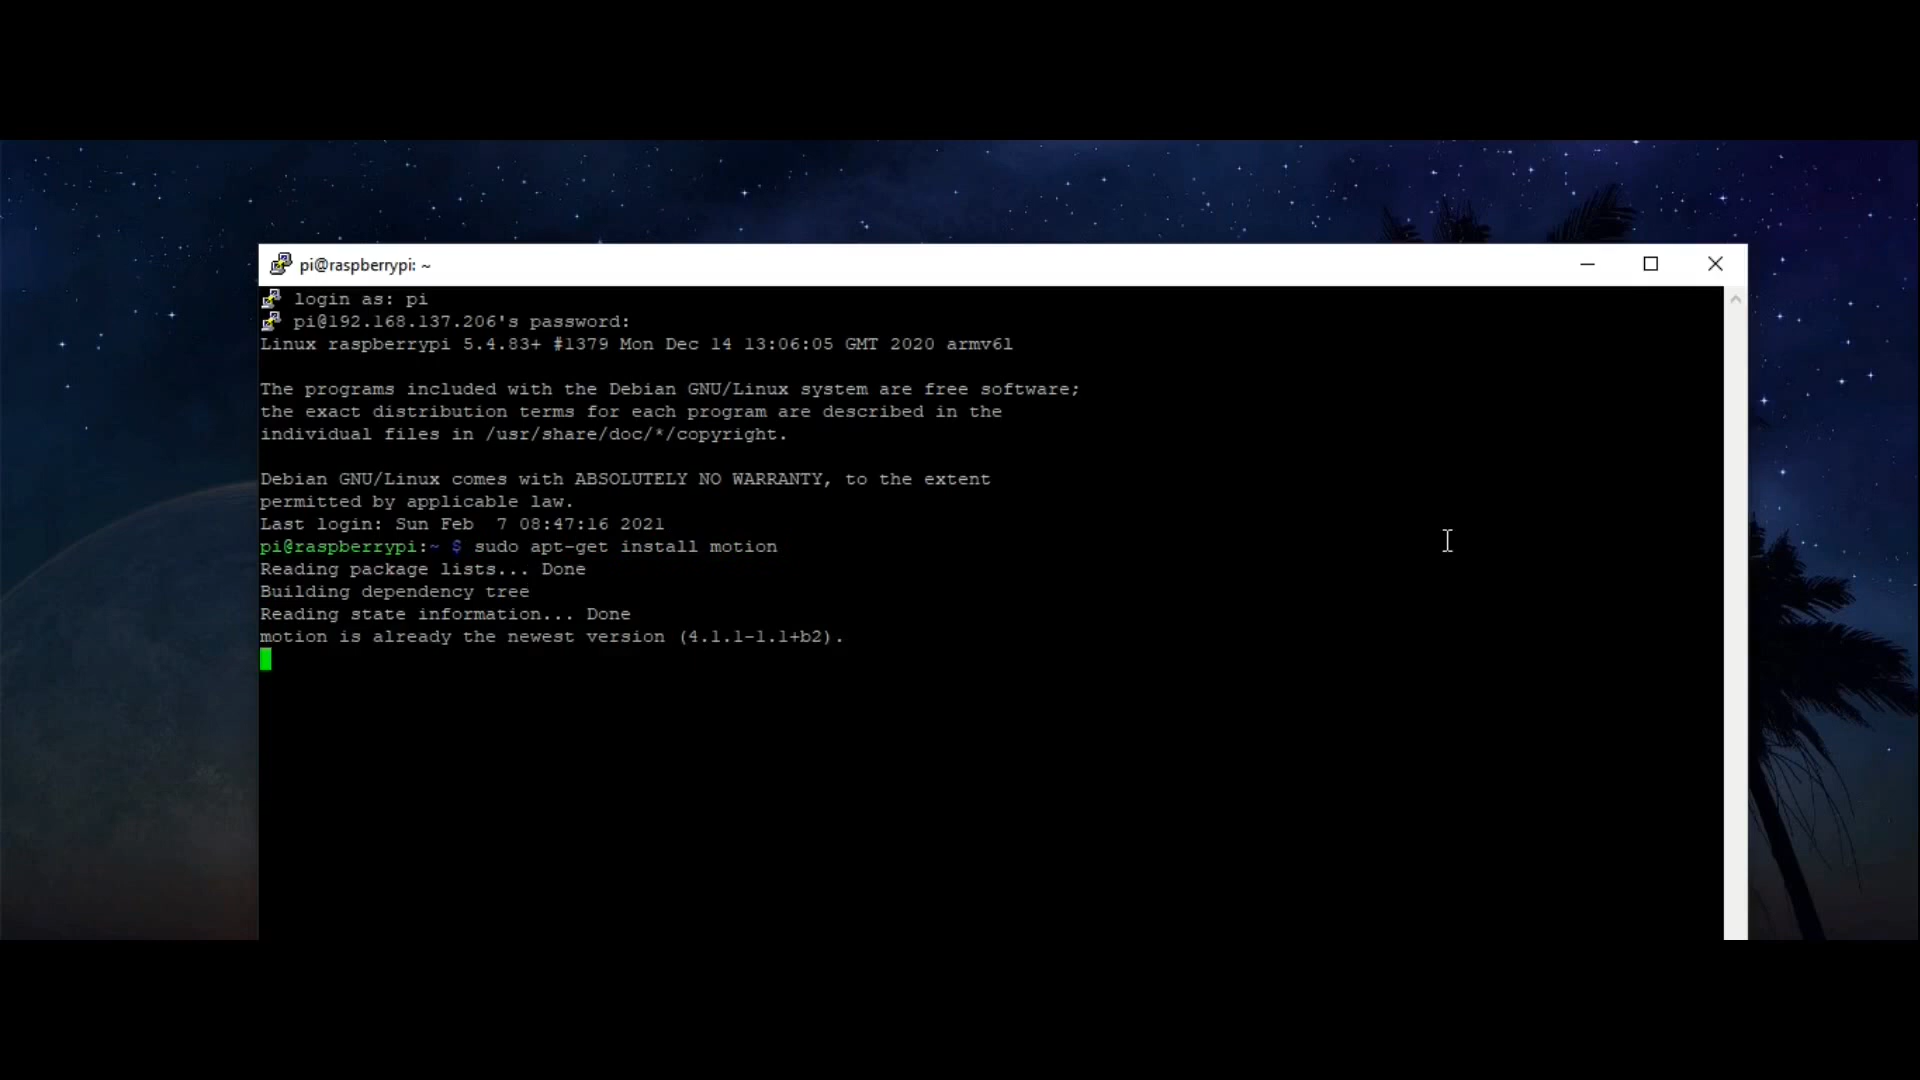 pi@raspberrypi: ~
login as: pi
pi@192.168.137.206's password:
Linux raspberrypi 5.4.83+ #1379 Mon Dec 14 13:06:05 GMT 2020 armv6l
The programs included with the Debian GNU/Linux system are free software;
the exact distribution terms for each program are described in the
individual files in /usr/share/doc/*/copyright.
Debian GNU/Linux comes with ABSOLUTELY NO WARRANTY, to the extent
permitted by applicable law.
Last login: Sun Feb  7 08:47:16 2021
pi@raspberrypi:~ $ sudo apt-get install motion
Reading package lists... Done
Building dependency tree
Reading state information... Done
motion is already the newest version (4.1.1-1.1+b2).